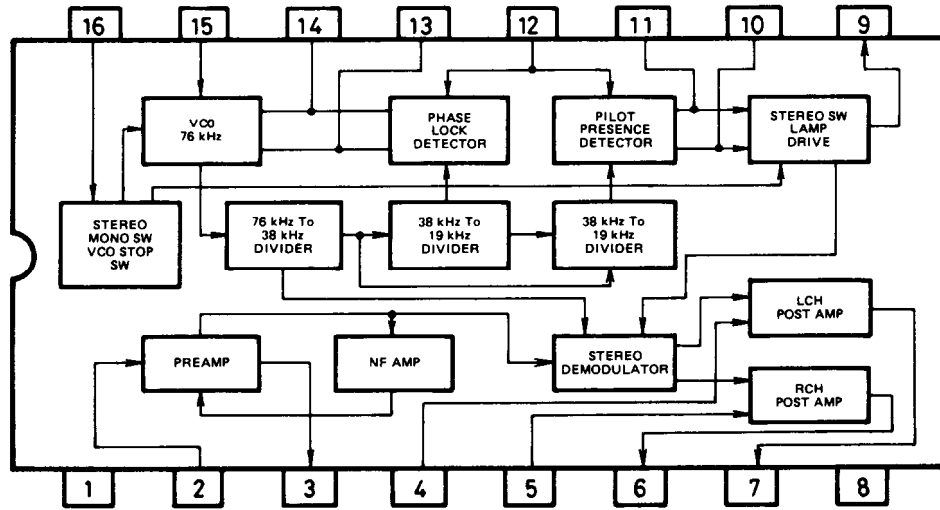 16 15 14 13 12 11 10 9
VCO
76 kHz
PHASE
LOCK
DETECTOR
PILOT
PRESENCE
DETECTOR
STEREO SW
LAMP
DRIVE
STEREO
MONO SW
VCO STOP
SW
76 kHz To
38 kHz
DIVIDER
38 kHz To
19 kHz
DIVIDER
38 kHz To
19 kHz
DIVIDER
PREAMP
NF AMP
STEREO
DEMODULATOR
LCH
POST AMP
RCH
POST AMP
1 2 3 4 5 6 7 8